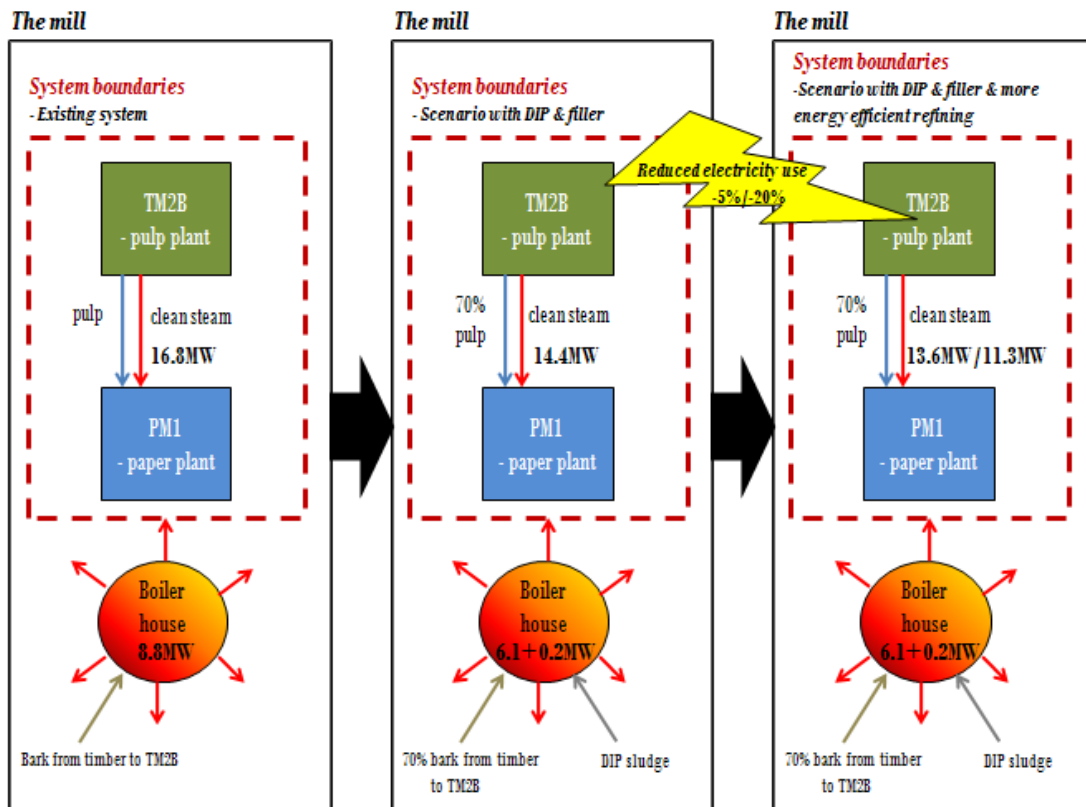 The mill
System boundaries
- Existing system
TM2B
- pulp plant
pulp
clean steam
16.8MW
PM1
- paper plant
Boiler
house
8.8MW
Bark from timber to TM2B
The mill
System boundaries
- Scenario with DIP & filler
Reduced electricity use
-5%/-20%
TM2B
- pulp plant
70%
pulp
clean steam
14.4MW
PM1
- paper plant
Boiler
house
6.1+0.2MW
70% bark from timber
to TM2B
DIP sludge
The mill
System boundaries
-Scenario with DIP & filler & more
energy efficient refining
TM2B
- pulp plant
70%
pulp
clean steam
13.6MW/11.3MW
PM1
- paper plant
Boiler
house
6.1+0.2MW
70% bark from timber
to TM2B
DIP sludge